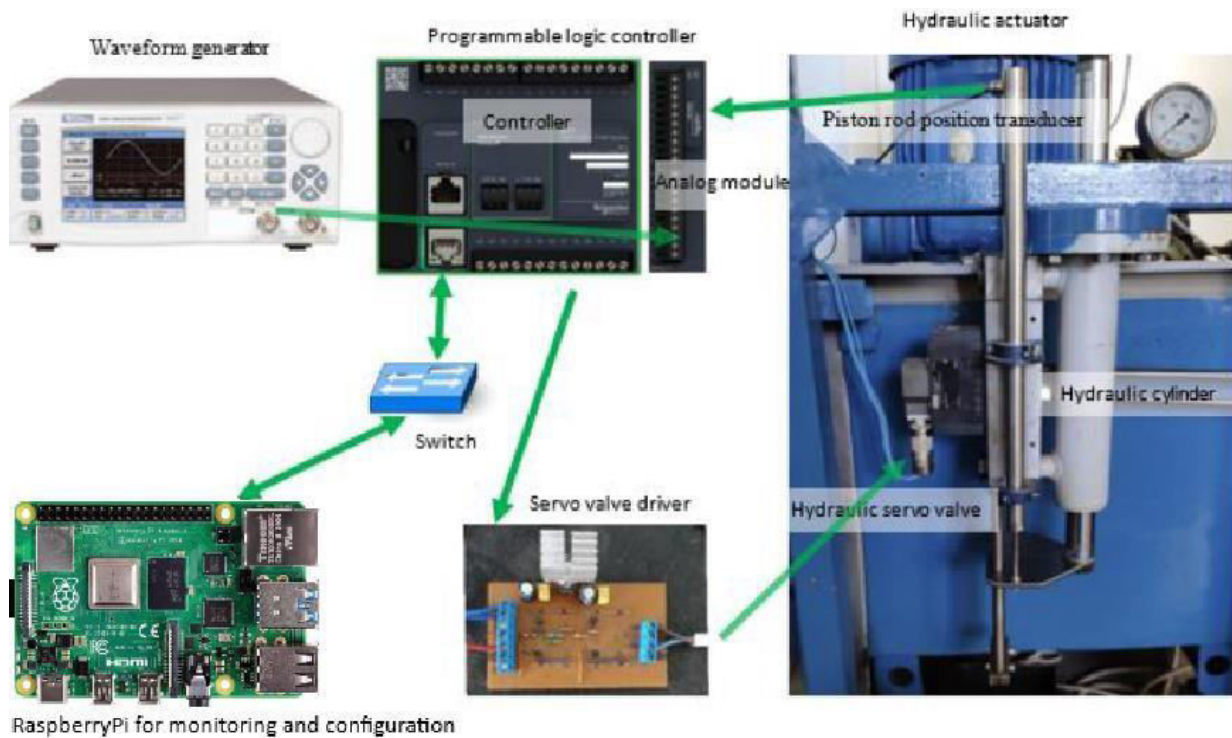 Hydraulic actuator
Waveform generator
Programmable logic controller
Controller
Piston rod position transducer
Analog module
Hydraulic cylinder
Switch
Servo valve driver
Hydraulic servo valve
RaspberryPi for monitoring and configuration